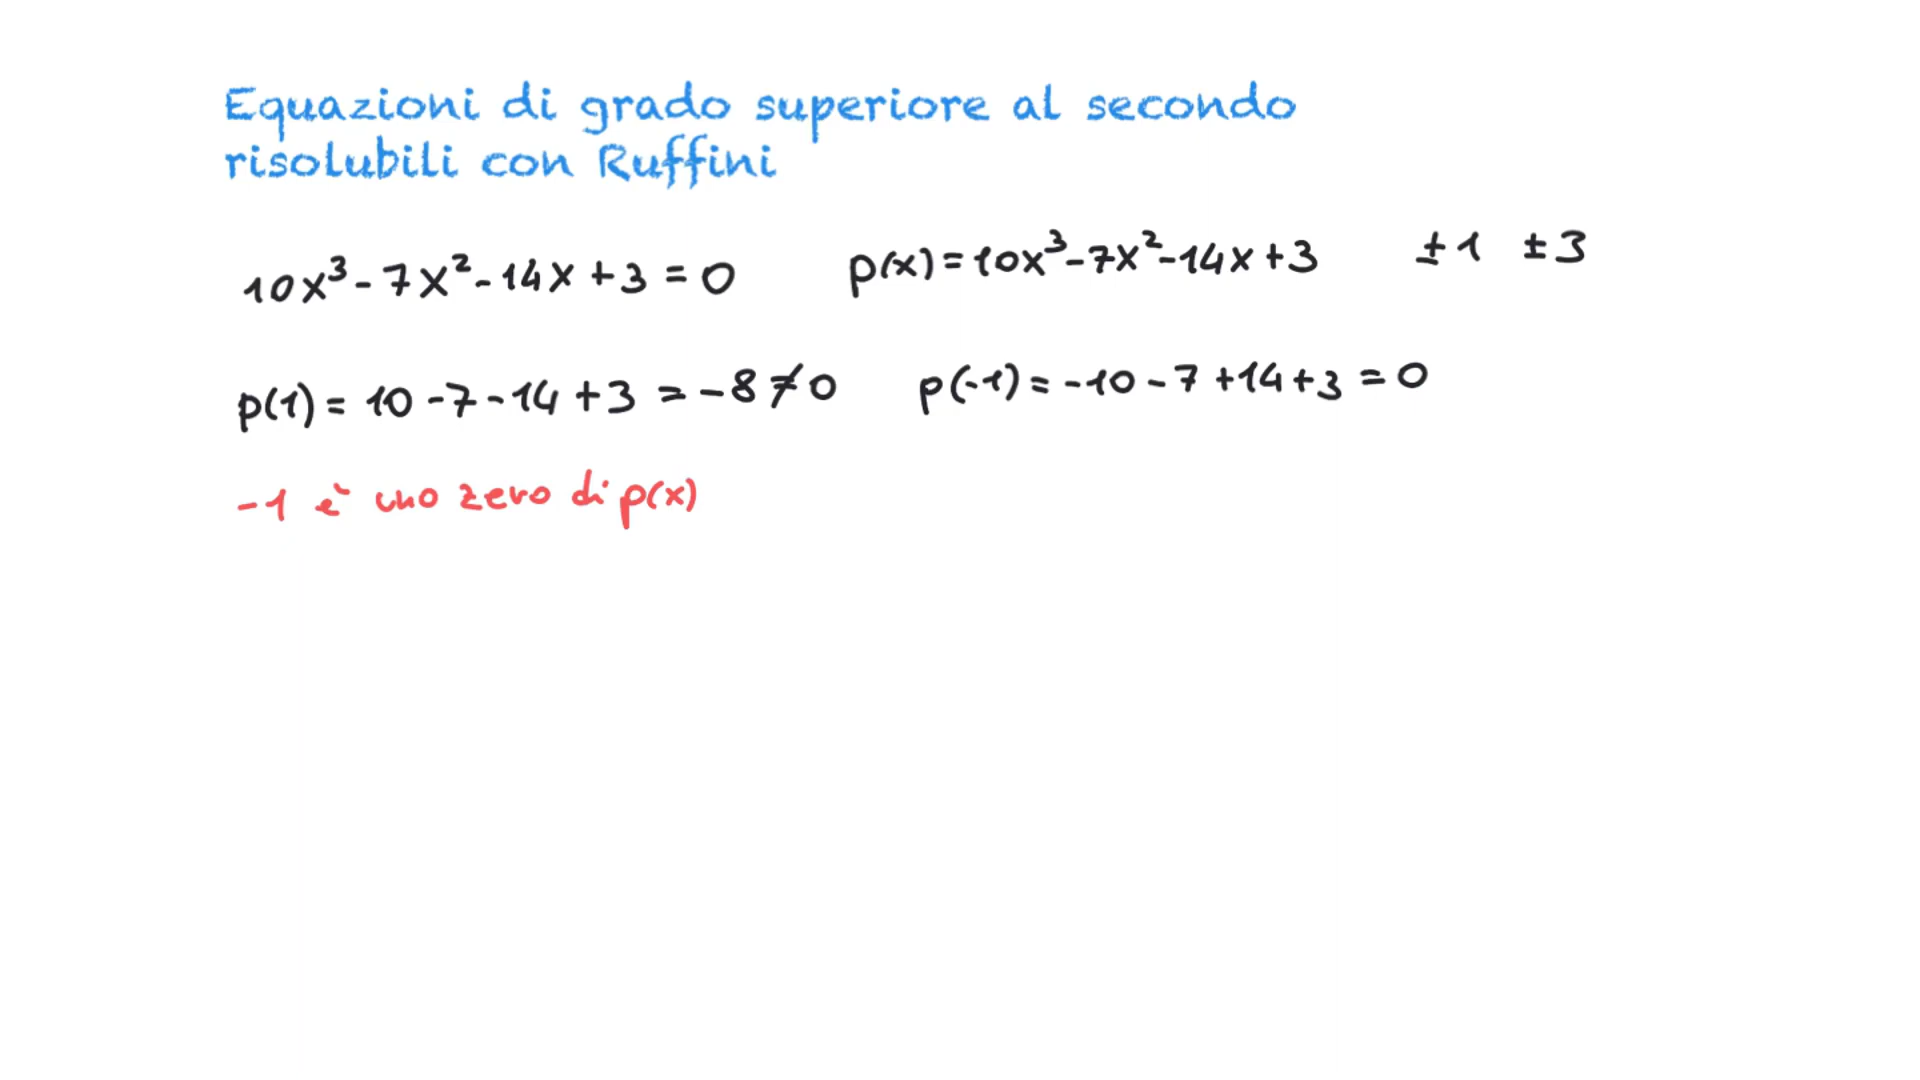 Equazioni di grado superiore al secondo
risolubili con Ruffini
10x³-7x²-14x+3=0 p(x)=10x³-7x²-14x+3 ±1 ±3
p(1)=10-7-14+3=-8≠0 p(-1)=-10-7+14+3=0
-1 è uno zero di p(x)